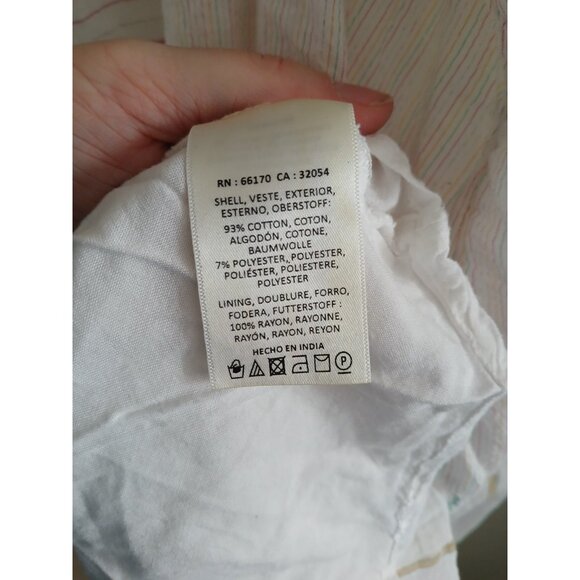 RN : 66170 CA : 32054
SHELL, VESTE, EXTERIOR,
ESTERNO, OBERSTOFF:
93% COTTON, COTON,
ALGODÓN, COTONE,
BAUMWOLLE
7% POLYESTER, POLYESTER,
POLIÉSTER, POLIESTERE,
POLYESTER
LINING, DOUBLURE, FORRO,
FODERA, FUTTERSTOFF :
100% RAYON, RAYONNE,
RAYÓN, RAYON, REYON
HECHO EN INDIA
P